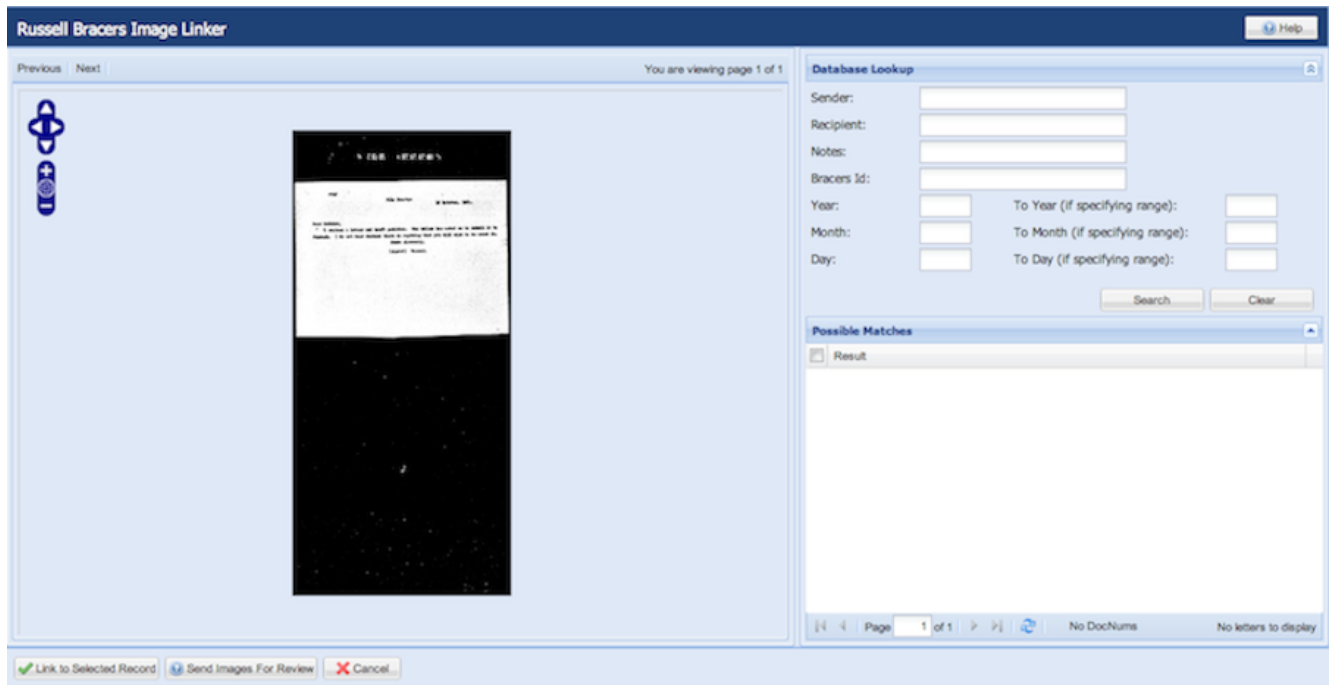 Russell Bracers Image Linker
Help
Previous Next
You are viewing page 1 of 1
Database Lookup
Sender:
Recipient:
Notes:
Bracers Id:
Year: To Year (if specifying range):
Month: To Month (if specifying range):
Day: To Day (if specifying range):
Search Clear
Possible Matches
Result
Page 1 of 1 No DocNums No letters to display
Link to Selected Record Send Images For Review Cancel